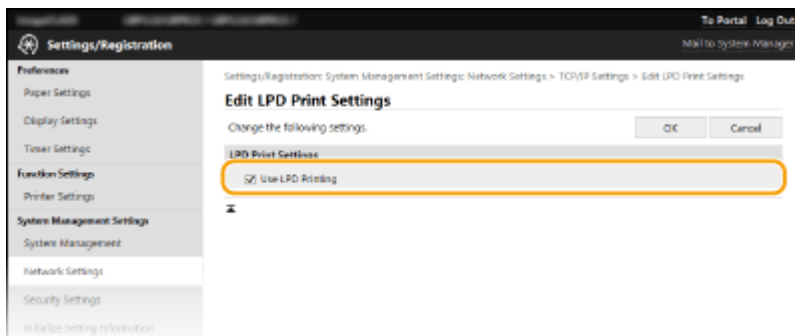 To Portal Log Out
Settings/Registration
Mail to System Manager
Preferences
Paper Settings
Display Settings
Timer Settings
Function Settings
Printer Settings
System Management Settings
System Management
Network Settings
Security Settings
Initialize Setting Information
Settings/Registration: System Management Settings: Network Settings > TCP/IP Settings > Edit LPD Print Settings
Edit LPD Print Settings
Change the following settings.
OK Cancel
LPD Print Settings
Use LPD Printing